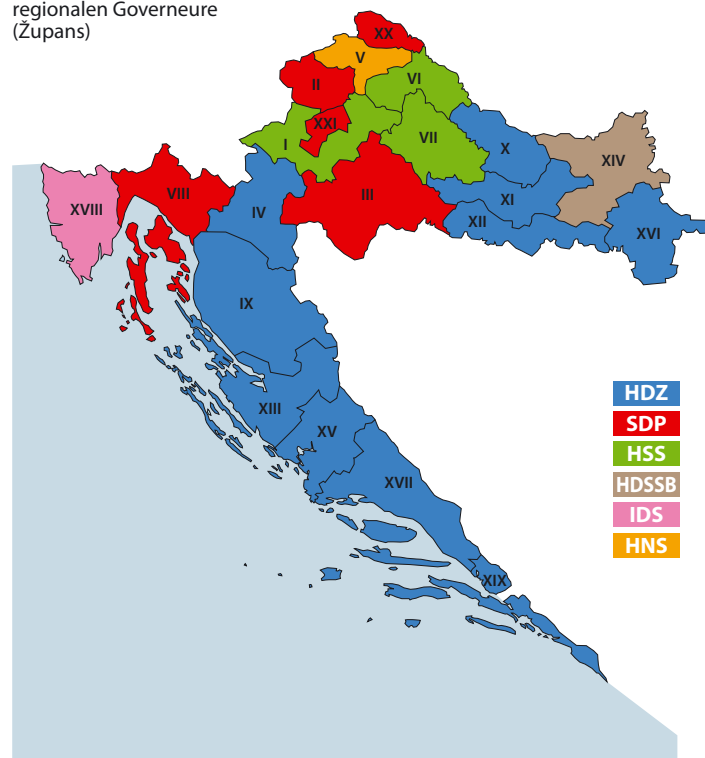 regionalen Governeure
(Župans)
XX
V
VI
II
XXI
I
VII
X
XIV
XVIII
VIII
III
IV
XI
XII
XVI
IX
XIII
XV
XVII
XIX
HDZ
SDP
HSS
HDSSB
IDS
HNS